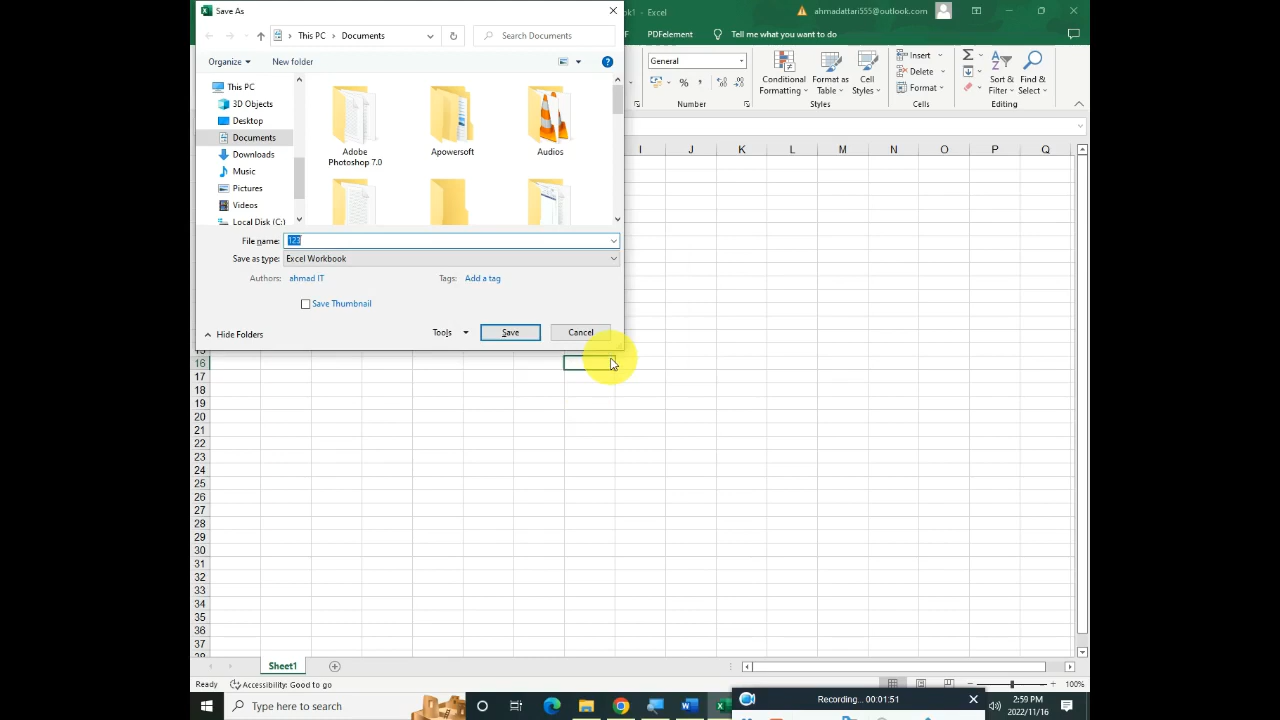 Save As
k1 - Excel
ahmadattari555@outlook.com
This PC
Documents
Search Documents
F
PDFelement
Tell me what you want to do
Organize
New folder
General
%
Conditional Formatting
Format as Table
Cell Styles
Insert
Delete
Format
Sort & Filter
Find & Select
Number
Styles
Cells
Editing
This PC
3D Objects
Desktop
Documents
Downloads
Music
Pictures
Videos
Local Disk (C:)
Adobe Photoshop 7.0
Apowersoft
Audios
I J K L M N O P Q
File name: 123
Save as type: Excel Workbook
Authors: ahmad IT
Tags: Add a tag
Save Thumbnail
Hide Folders
Tools
Save
Cancel
15
16
17
18
19
20
21
22
23
24
25
26
27
28
29
30
31
32
33
34
35
36
37
38
Sheet1
Ready
Accessibility: Good to go
100%
Type here to search
Recording... 00:01:51
2:59 PM
2022/11/16